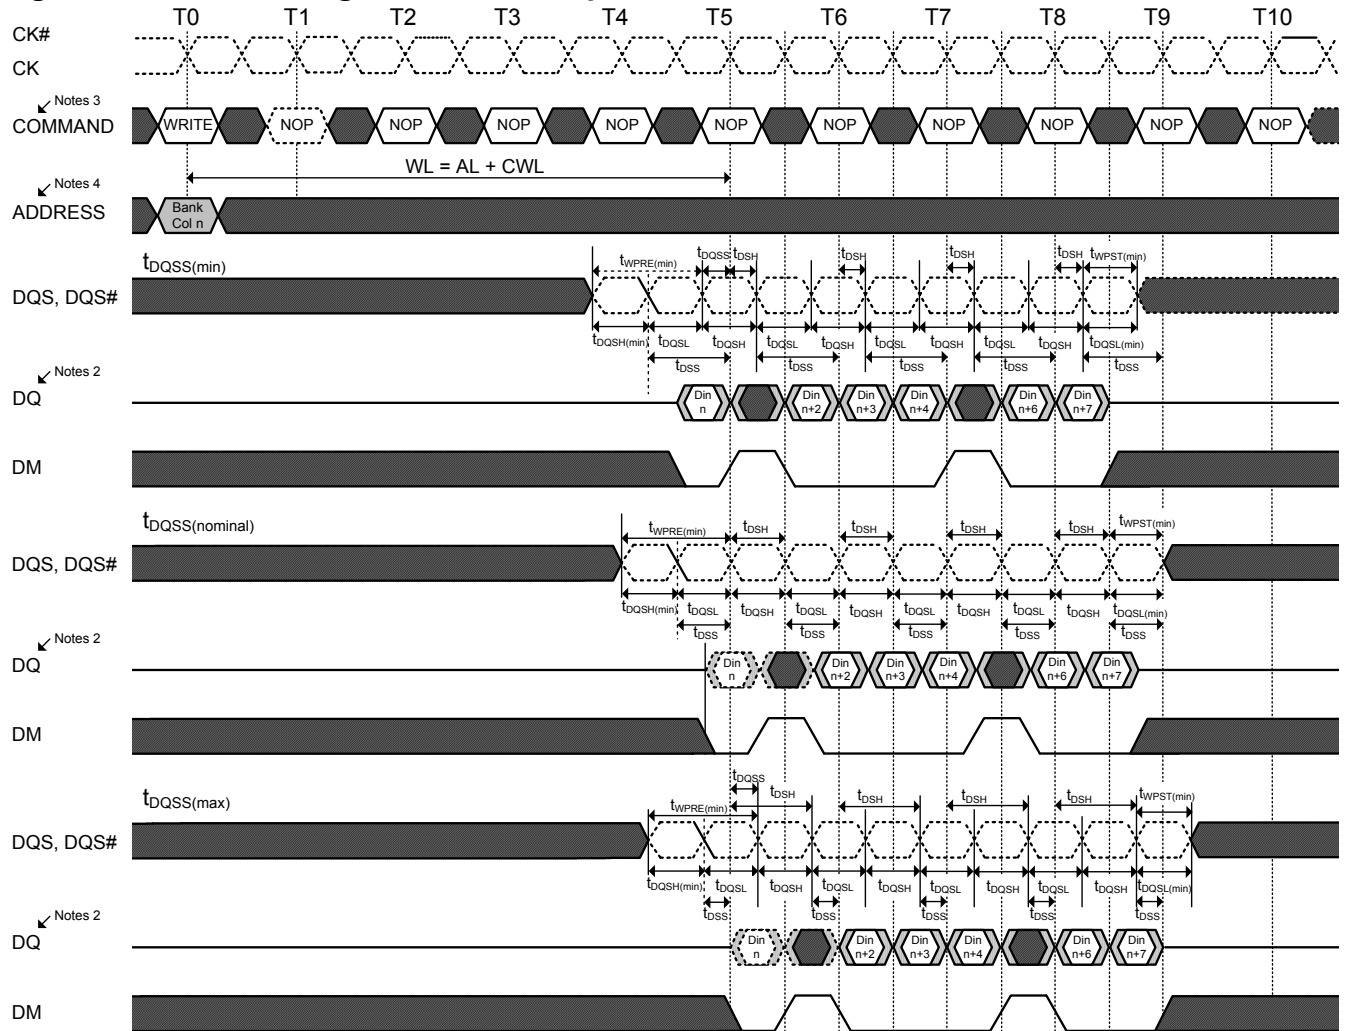 T0 T1 T2 T3 T4 T5 T6 T7 T8 T9 T10
CK#
CK
Notes 3
COMMAND WRITE NOP NOP NOP NOP NOP NOP NOP NOP NOP NOP
WL = AL + CWL
Notes 4
ADDRESS Bank
Col n
tDQSS(min) tWPRE(min) tDQSS tDSH tDSH tDSH tDSH tWPST(min)
DQS, DQS#
tDQSH(min) tDQSL tDQSH tDQSL tDQSH tDQSL tDQSH tDQSL tDQSH tDQSL(min)
tDSS tDSS tDSS tDSS tDSS
Notes 2
DQ Din Din Din Din Din Din
n n+2 n+3 n+4 n+6 n+7
DM
tDQSS(nominal) tWPRE(min) tDSH tDSH tDSH tDSH tWPST(min)
DQS, DQS#
tDQSH(min) tDQSL tDQSH tDQSL tDQSH tDQSL tDQSH tDQSL tDQSH tDQSL(min)
tDSS tDSS tDSS tDSS tDSS
Notes 2
DQ Din Din Din Din Din Din
n n+2 n+3 n+4 n+6 n+7
DM
tDQSS
tDQSS(max) tWPRE(min) tDSH tDSH tDSH tDSH tWPST(min)
DQS, DQS#
tDQSH(min) tDQSL tDQSH tDQSL tDQSH tDQSL tDQSH tDQSL tDQSH tDQSL(min)
tDSS tDSS tDSS tDSS tDSS
Notes 2
DQ Din Din Din Din Din Din
n n+2 n+3 n+4 n+6 n+7
DM